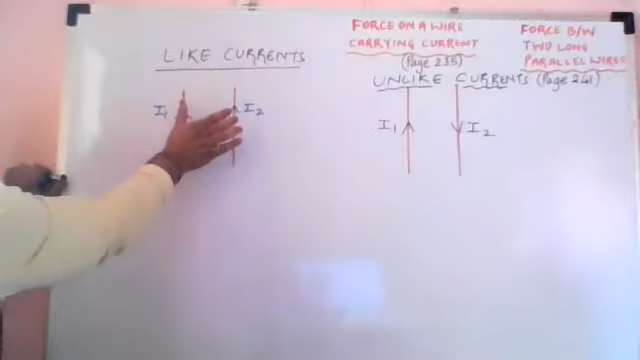 FORCE ON A WIRE
CARRYING CURRENT
(Page 235)
FORCE B/W
TWO LONG
PARALLEL WIRES
(Page 241)
LIKE CURRENTS
I1
I2
UNLIKE CURRENTS
I1
I2